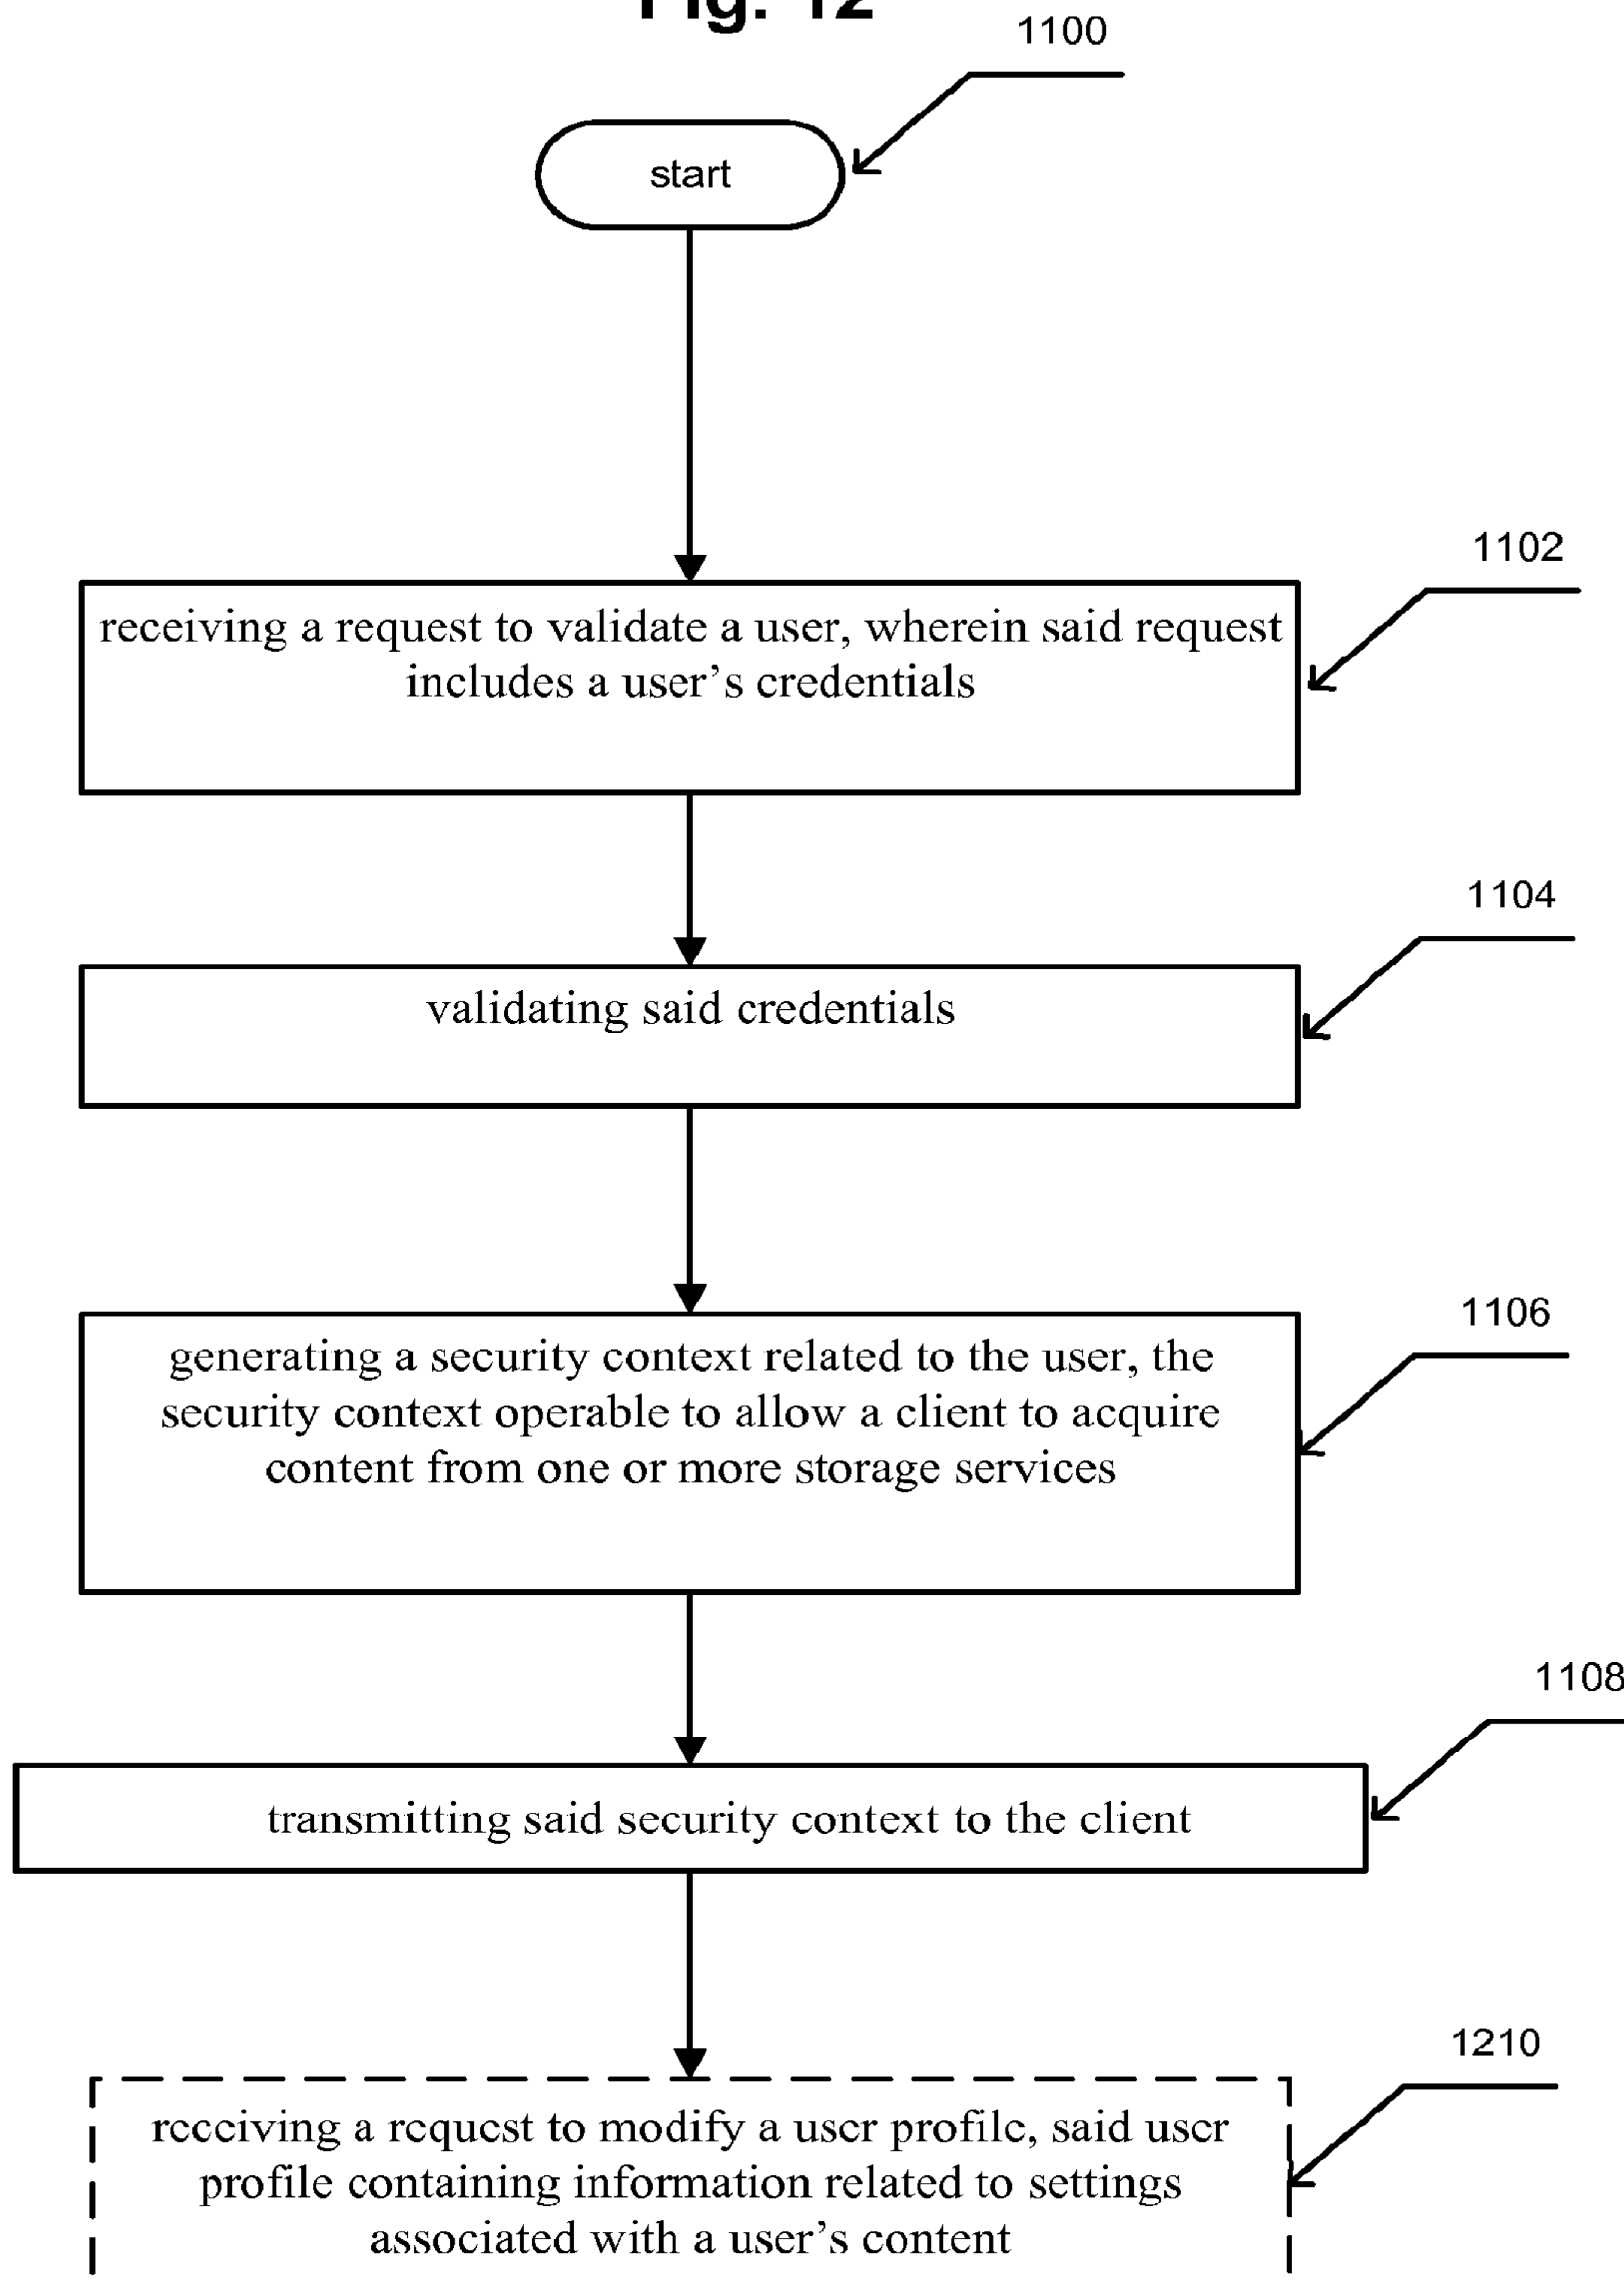 Fig. 12
1100
start
1102
receiving a request to validate a user, wherein said request
includes a user’s credentials
1104
validating said credentials
1106
generating a security context related to the user, the
security context operable to allow a client to acquire
content from one or more storage services
1108
transmitting said security context to the client
1210
receiving a request to modify a user profile, said user
profile containing information related to settings
associated with a user’s content